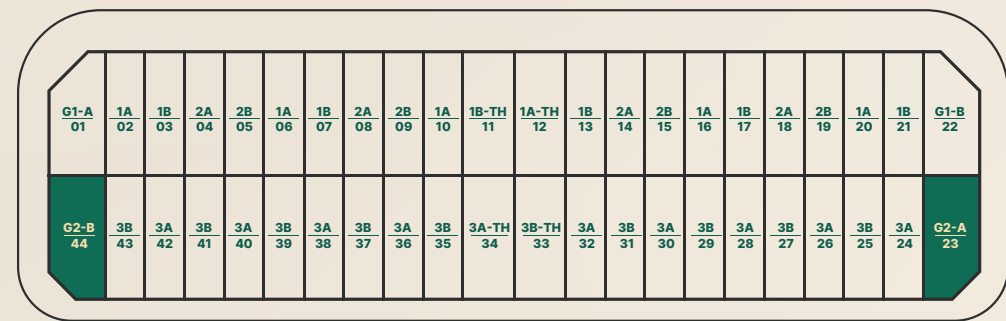 G1-A 1A 1B 2A 2B 1A 1B 2A 2B 1A 1B-TH 1A-TH 1B 2A 2B 1A 1B 2A 2B 1A 1B G1-B
01 02 03 04 05 06 07 08 09 10 11 12 13 14 15 16 17 18 19 20 21 22
G2-B 3B 3A 3B 3A 3B 3A 3B 3A 3B 3A-TH 3B-TH 3A 3B 3A 3B 3A 3B 3A 3B 3A G2-A
44 43 42 41 40 39 38 37 36 35 34 33 32 31 30 29 28 27 26 25 24 23